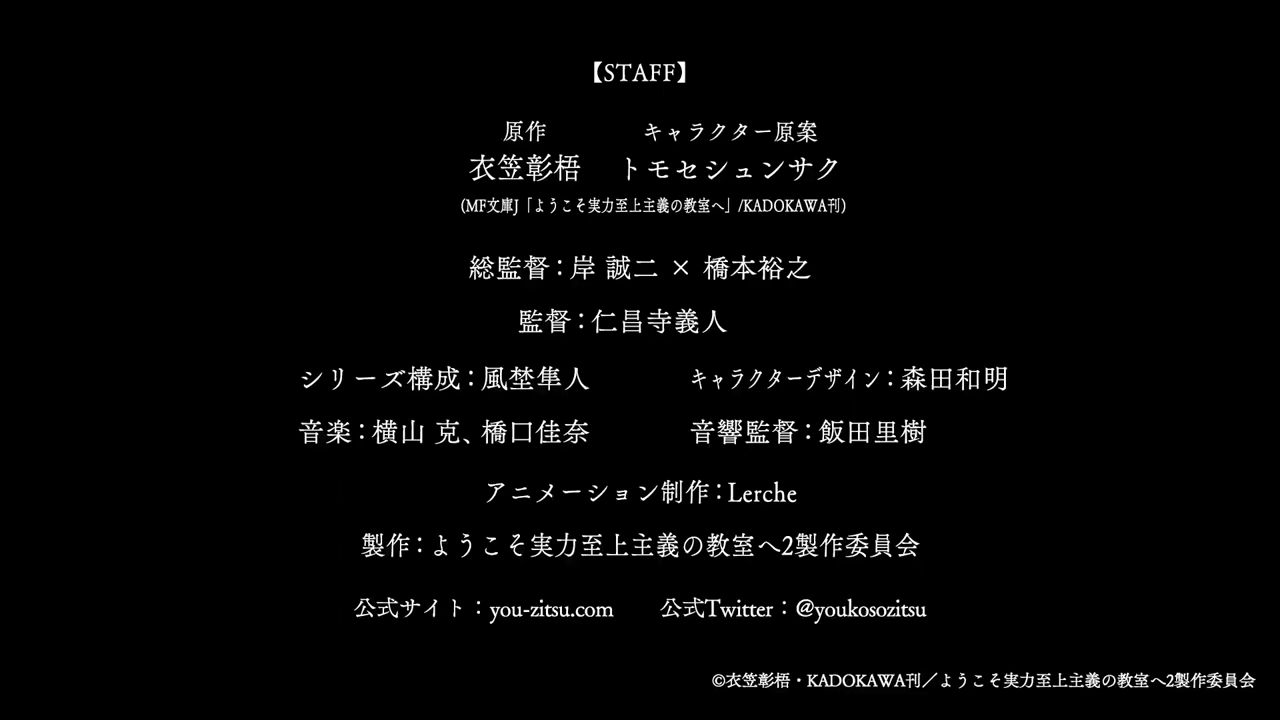 【STAFF】
原作　キャラクター原案
衣笠彰梧　トモセシュンサク
(MF文庫J「ようこそ実力至上主義の教室へ」/KADOKAWA刊)
総監督：岸 誠二 × 橋本裕之
監督：仁昌寺義人
シリーズ構成：風埜隼人　キャラクターデザイン：森田和明
音楽：横山 克、橋口佳奈　音響監督：飯田里樹
アニメーション制作：Lerche
製作：ようこそ実力至上主義の教室へ2製作委員会
公式サイト：you-zitsu.com　公式Twitter：@youkosozitsu
©衣笠彰梧・KADOKAWA刊／ようこそ実力至上主義の教室へ2製作委員会